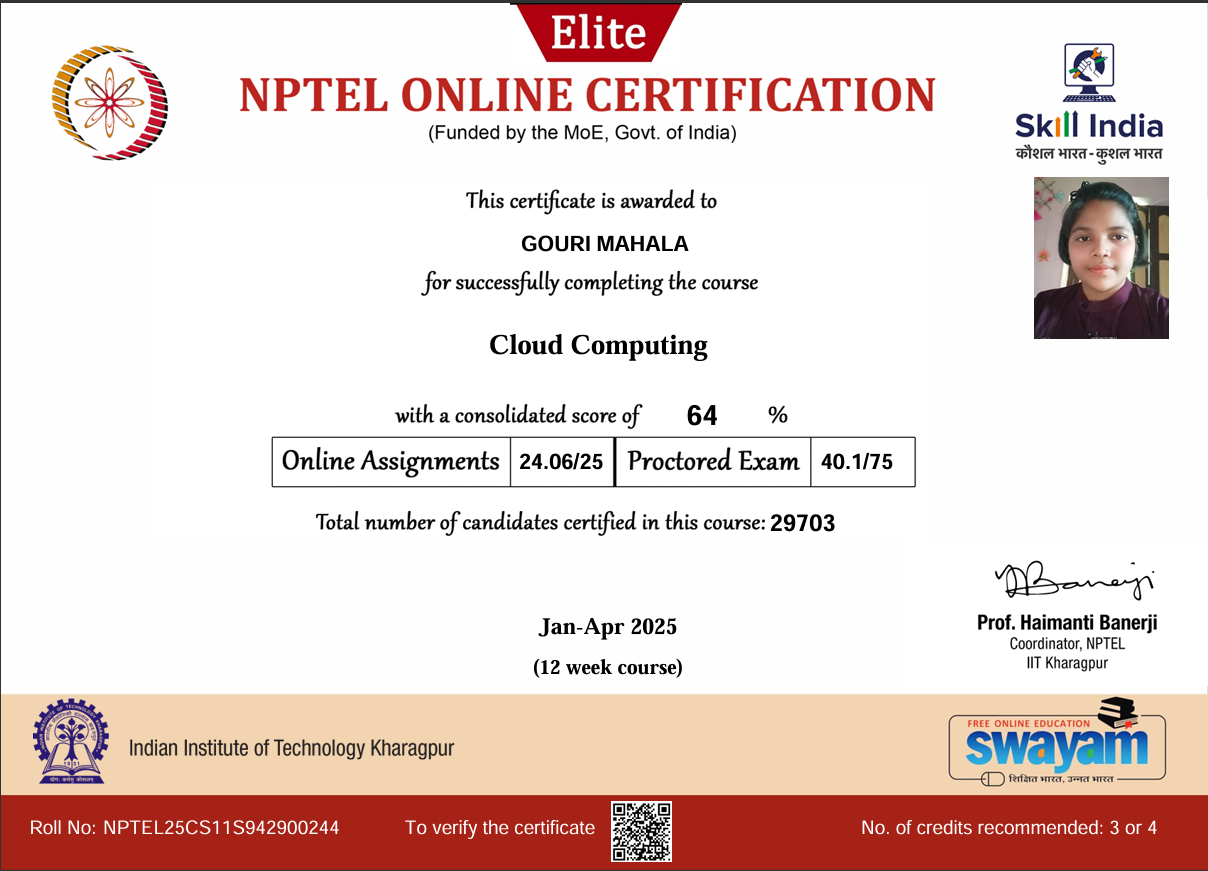 Elite
NPTEL ONLINE CERTIFICATION
(Funded by the MoE, Govt. of India)
Skill India
कौशल भारत - कुशल भारत
This certificate is awarded to
GOURI MAHALA
for successfully completing the course
Cloud Computing
with a consolidated score of 64 %
Online Assignments 24.06/25 Proctored Exam 40.1/75
Total number of candidates certified in this course: 29703
Jan-Apr 2025
(12 week course)
Prof. Haimanti Banerji
Coordinator, NPTEL
IIT Kharagpur
Indian Institute of Technology Kharagpur
1951
योगः कर्मसु कौशलम्
FREE ONLINE EDUCATION
swayam
शिक्षित भारत, उन्नत भारत
Roll No: NPTEL25CS11S942900244
To verify the certificate
No. of credits recommended: 3 or 4